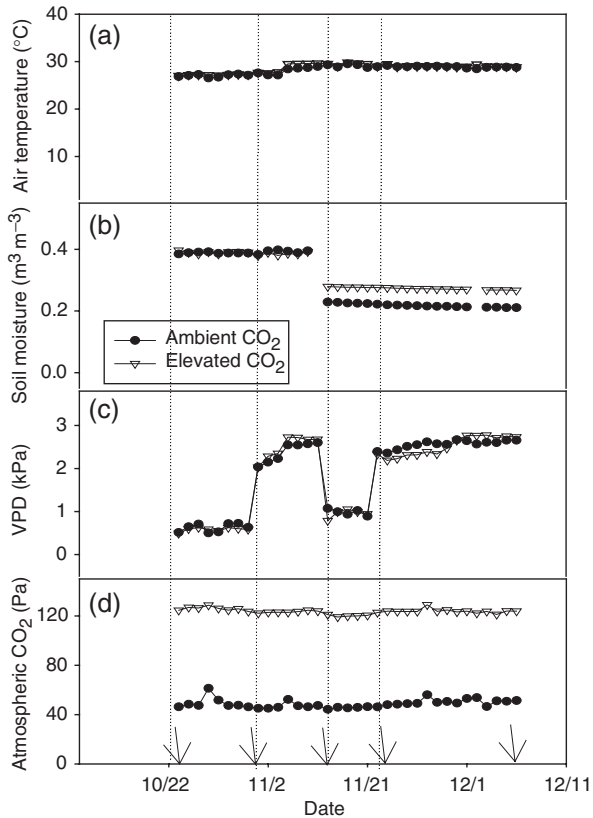 (a)
Air temperature (°C)
40
30
20
10
(b)
Soil moisture (m³ m⁻³)
0.4
0.2
0.0
Ambient CO₂
Elevated CO₂
(c)
VPD (kPa)
3
2
1
0
(d)
Atmospheric CO₂ (Pa)
120
80
40
0
10/22 11/2 11/21 12/1 12/11
Date